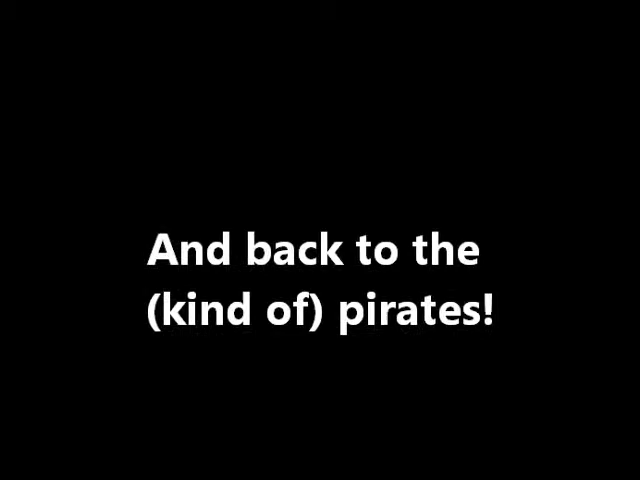 And back to the
(kind of) pirates!